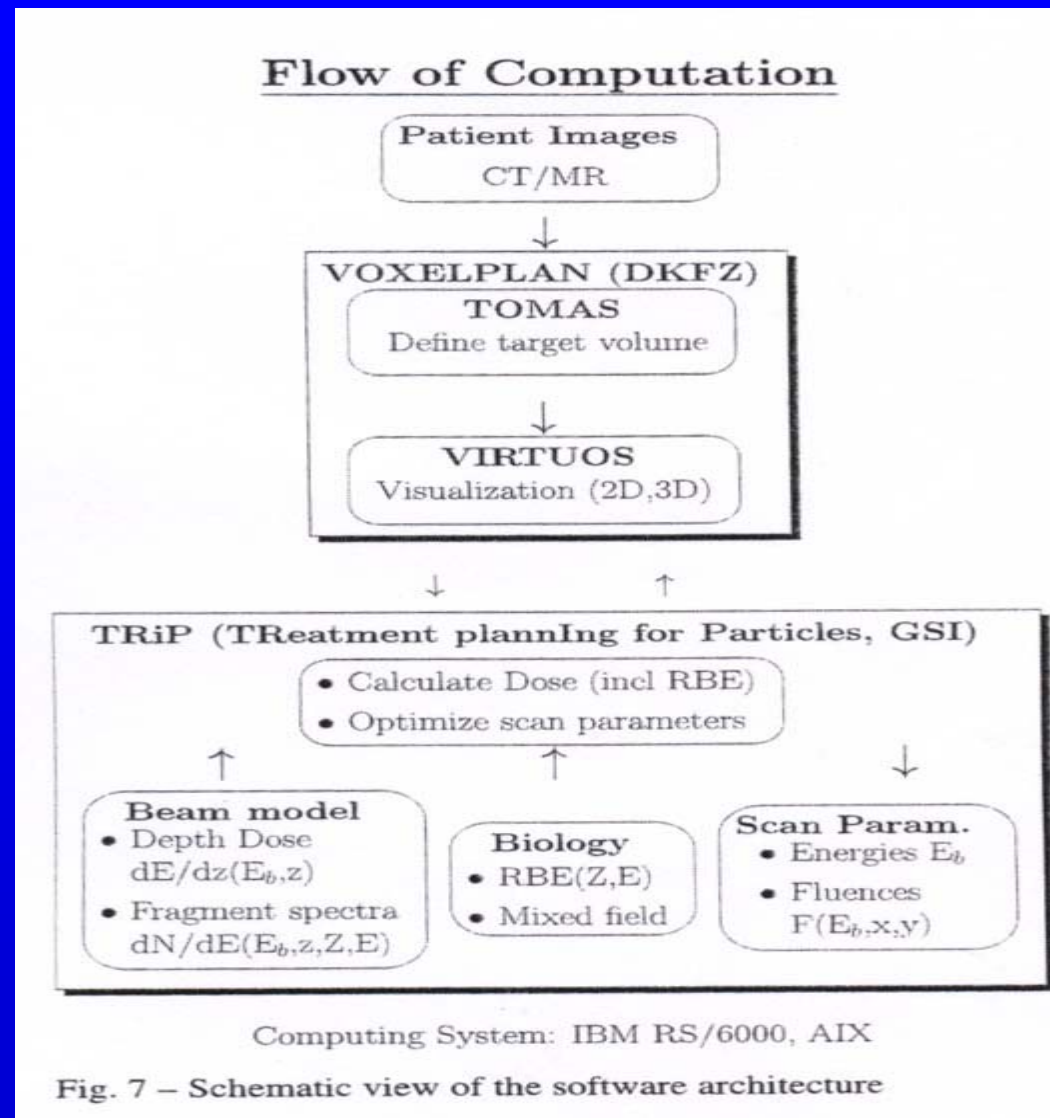 Flow of Computation
Patient Images
CT/MR
↓
VOXELPLAN (DKFZ)
TOMAS
Define target volume
↓
VIRTUOS
Visualization (2D,3D)
↓ ↑
TRiP (TReatment plannIng for Particles, GSI)
• Calculate Dose (incl RBE)
• Optimize scan parameters
↑ ↑ ↓
Beam model
• Depth Dose
dE/dz(E_b,z)
• Fragment spectra
dN/dE(E_b,z,Z,E)
Biology
• RBE(Z,E)
• Mixed field
Scan Param.
• Energies E_b
• Fluences
F(E_b,x,y)
Computing System: IBM RS/6000, AIX
Fig. 7 – Schematic view of the software architecture